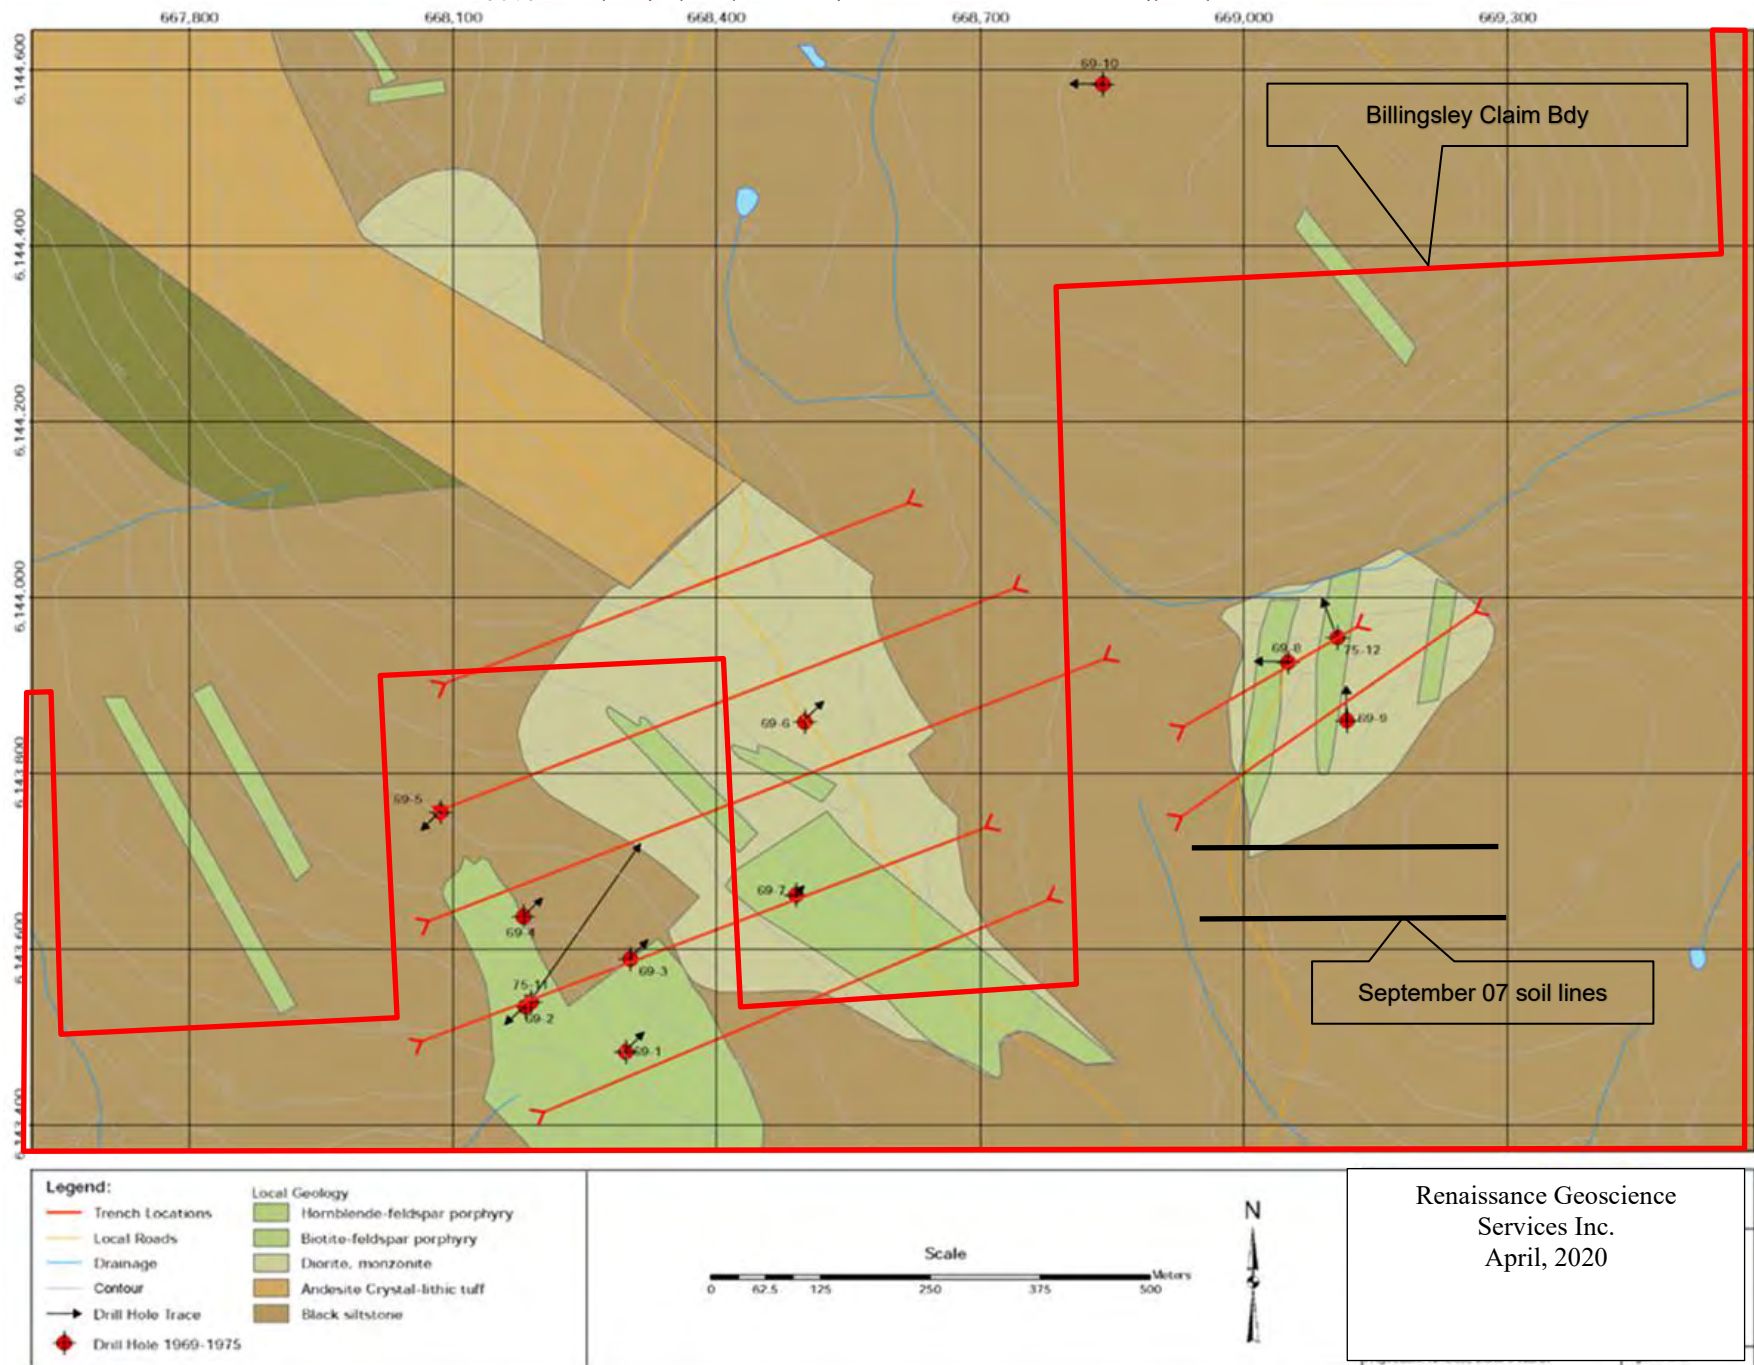 667,800
668,100
668,400
668,700
669,000
669,300
6,144,600
6,144,400
6,144,200
6,144,000
6,143,800
6,143,600
6,143,400
69-10
Billingsley Claim Bdy
69-8
75-12
69-9
69-6
69-5
69-7
69-4
69-3
75-11
69-2
69-1
September 07 soil lines
Legend:
Trench Locations
Local Roads
Drainage
Contour
Drill Hole Trace
Drill Hole 1969-1975
Local Geology
Hornblende-feldspar porphyry
Biotite-feldspar porphyry
Diorite, monzonite
Andesite Crystal-lithic tuff
Black siltstone
Scale
Meters
0 62.5 125 250 375 500
N
Renaissance Geoscience
Services Inc.
April, 2020